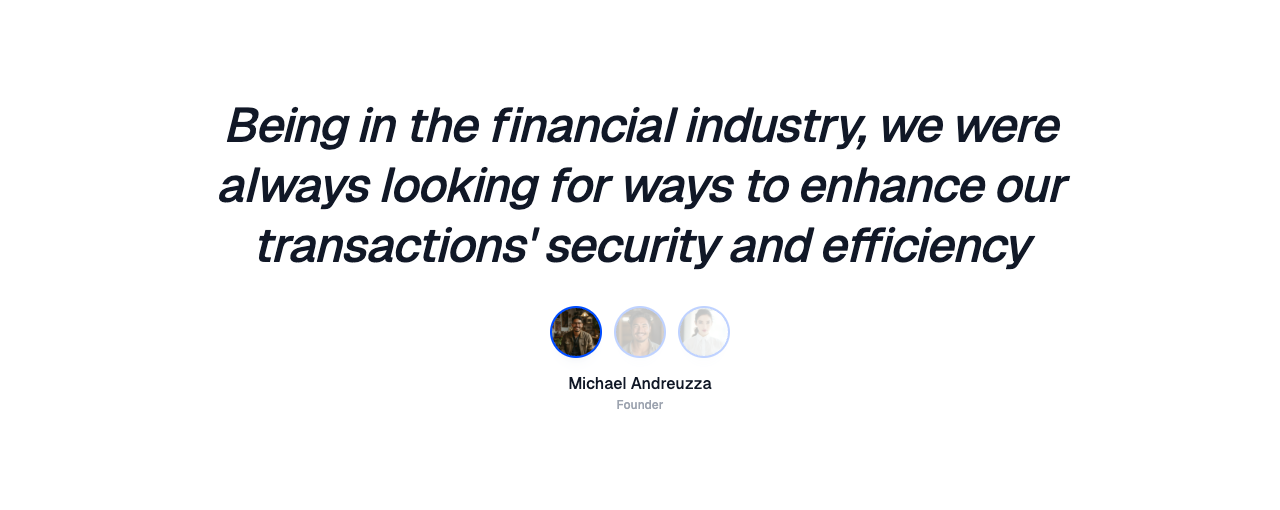 Being in the financial industry, we were
always looking for ways to enhance our
transactions' security and efficiency
Michael Andreuzza
Founder